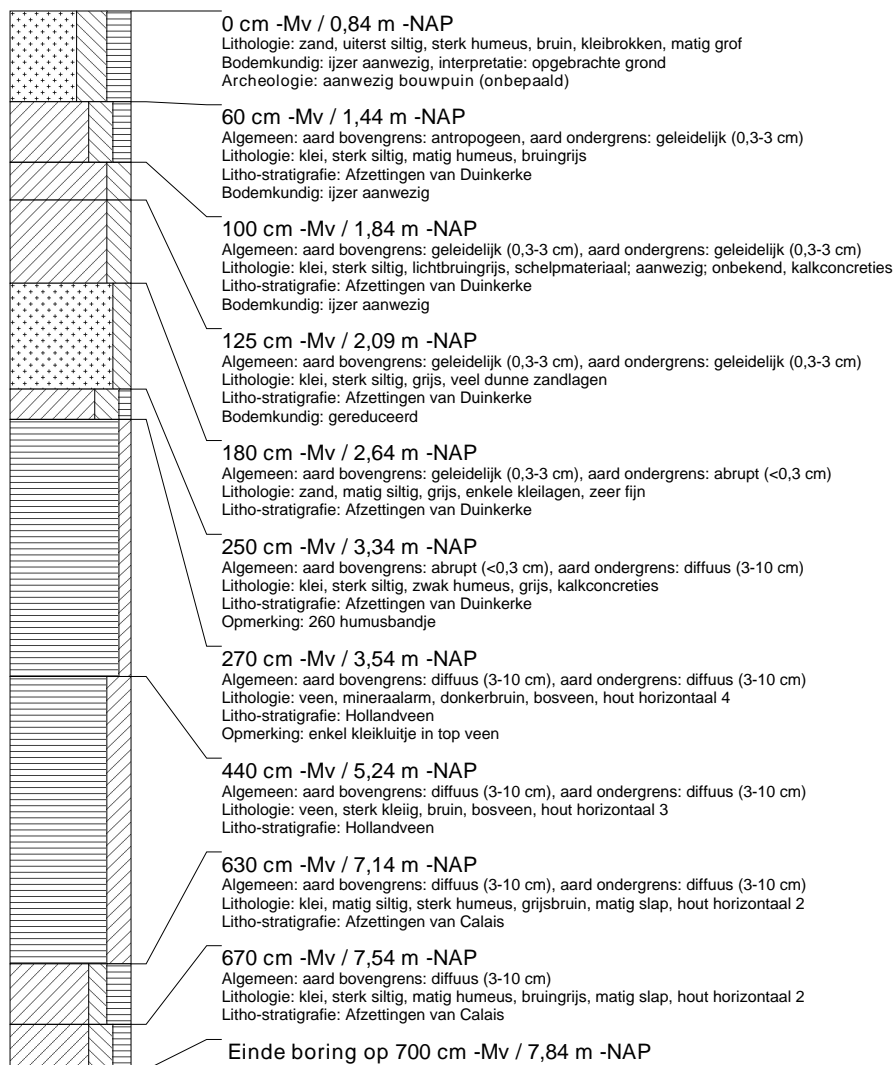 0 cm -Mv / 0,84 m -NAP
Lithologie: zand, uiterst siltig, sterk humeus, bruin, kleibrokken, matig grof
Bodemkundig: ijzer aanwezig, interpretatie: opgebrachte grond
Archeologie: aanwezig bouwpuin (onbepaald)
60 cm -Mv / 1,44 m -NAP
Algemeen: aard bovengrens: antropogeen, aard ondergrens: geleidelijk (0,3-3 cm)
Lithologie: klei, sterk siltig, matig humeus, bruingrijs
Litho-stratigrafie: Afzettingen van Duinkerke
Bodemkundig: ijzer aanwezig
100 cm -Mv / 1,84 m -NAP
Algemeen: aard bovengrens: geleidelijk (0,3-3 cm), aard ondergrens: geleidelijk (0,3-3 cm)
Lithologie: klei, sterk siltig, lichtbruingrijs, schelpmateriaal; aanwezig; onbekend, kalkconcreties
Litho-stratigrafie: Afzettingen van Duinkerke
Bodemkundig: ijzer aanwezig
125 cm -Mv / 2,09 m -NAP
Algemeen: aard bovengrens: geleidelijk (0,3-3 cm), aard ondergrens: geleidelijk (0,3-3 cm)
Lithologie: klei, sterk siltig, grijs, veel dunne zandlagen
Litho-stratigrafie: Afzettingen van Duinkerke
Bodemkundig: gereduceerd
180 cm -Mv / 2,64 m -NAP
Algemeen: aard bovengrens: geleidelijk (0,3-3 cm), aard ondergrens: abrupt (<0,3 cm)
Lithologie: zand, matig siltig, grijs, enkele kleilagen, zeer fijn
Litho-stratigrafie: Afzettingen van Duinkerke
250 cm -Mv / 3,34 m -NAP
Algemeen: aard bovengrens: abrupt (<0,3 cm), aard ondergrens: diffuus (3-10 cm)
Lithologie: klei, sterk siltig, zwak humeus, grijs, kalkconcreties
Litho-stratigrafie: Afzettingen van Duinkerke
Opmerking: 260 humusbandje
270 cm -Mv / 3,54 m -NAP
Algemeen: aard bovengrens: diffuus (3-10 cm), aard ondergrens: diffuus (3-10 cm)
Lithologie: veen, mineraalarm, donkerbruin, bosveen, hout horizontaal 4
Litho-stratigrafie: Hollandveen
Opmerking: enkel kleikluitje in top veen
440 cm -Mv / 5,24 m -NAP
Algemeen: aard bovengrens: diffuus (3-10 cm), aard ondergrens: diffuus (3-10 cm)
Lithologie: veen, sterk kleiig, bruin, bosveen, hout horizontaal 3
Litho-stratigrafie: Hollandveen
630 cm -Mv / 7,14 m -NAP
Algemeen: aard bovengrens: diffuus (3-10 cm), aard ondergrens: diffuus (3-10 cm)
Lithologie: klei, matig siltig, sterk humeus, grijsbruin, matig slap, hout horizontaal 2
Litho-stratigrafie: Afzettingen van Calais
670 cm -Mv / 7,54 m -NAP
Algemeen: aard bovengrens: diffuus (3-10 cm)
Lithologie: klei, sterk siltig, matig humeus, bruingrijs, matig slap, hout horizontaal 2
Litho-stratigrafie: Afzettingen van Calais
Einde boring op 700 cm -Mv / 7,84 m -NAP